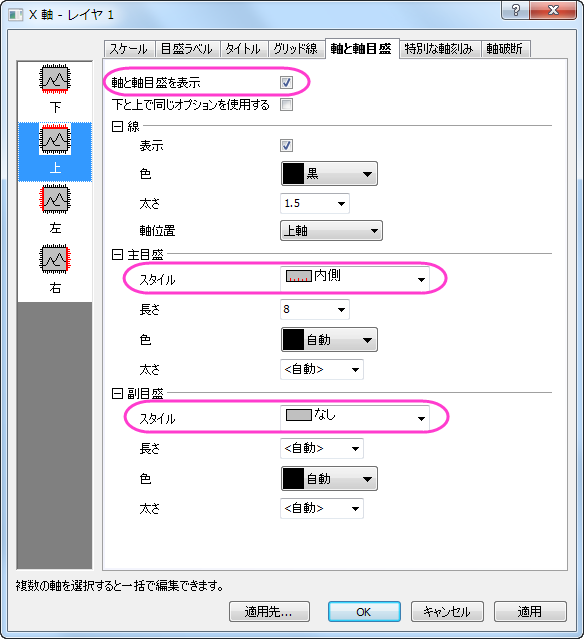 X 軸 - レイヤ 1
スケール 目盛ラベル タイトル グリッド線 軸と軸目盛 特別な軸刻み 軸破断
下
上
左
右
軸と軸目盛を表示
下と上で同じオプションを使用する
線
表示
色 黒
太さ 1.5
軸位置 上軸
主目盛
スタイル 内側
長さ 8
色 自動
太さ <自動>
副目盛
スタイル なし
長さ <自動>
色 自動
太さ <自動>
複数の軸を選択すると一括で編集できます。
適用先... OK キャンセル 適用